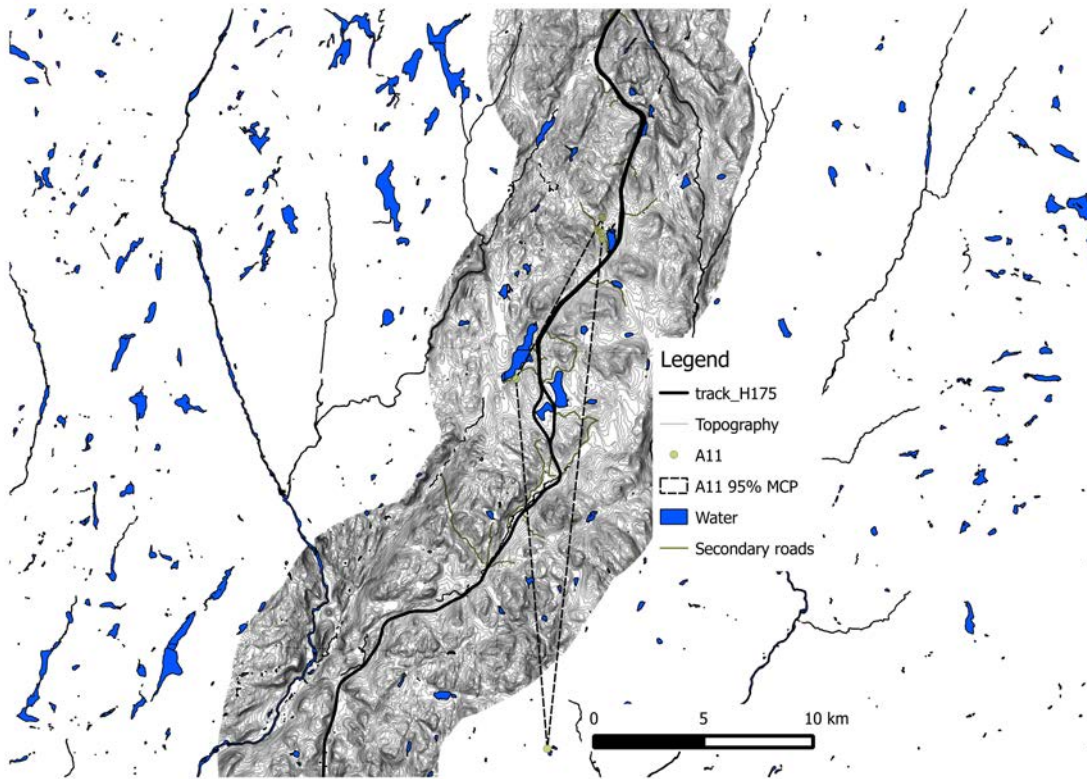 Legend
track_H175
Topography
A11
A11 95% MCP
Water
Secondary roads
0 5 10 km